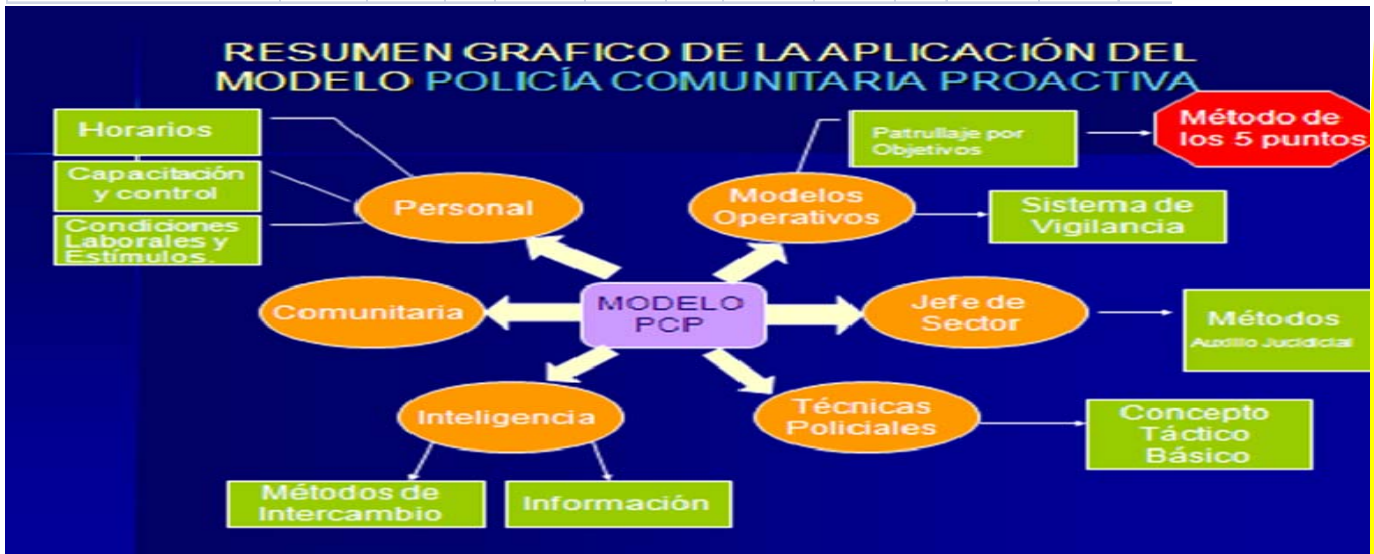 RESUMEN GRAFICO DE LA APLICACIÓN DEL
MODELO POLICÍA COMUNITARIA PROACTIVA
Horarios
Capacitación
y control
Condiciones
Laborales y
Estímulos.
Personal
Modelos
Operativos
Patrullaje por
Objetivos
Método de
los 5 puntos
Sistema de
Vigilancia
Comunitaria
MODELO
PCP
Jefe de
Sector
Métodos
Auxilio Jucidicial
Inteligencia
Técnicas
Policiales
Concepto
Táctico
Básico
Métodos de
Intercambio
Información